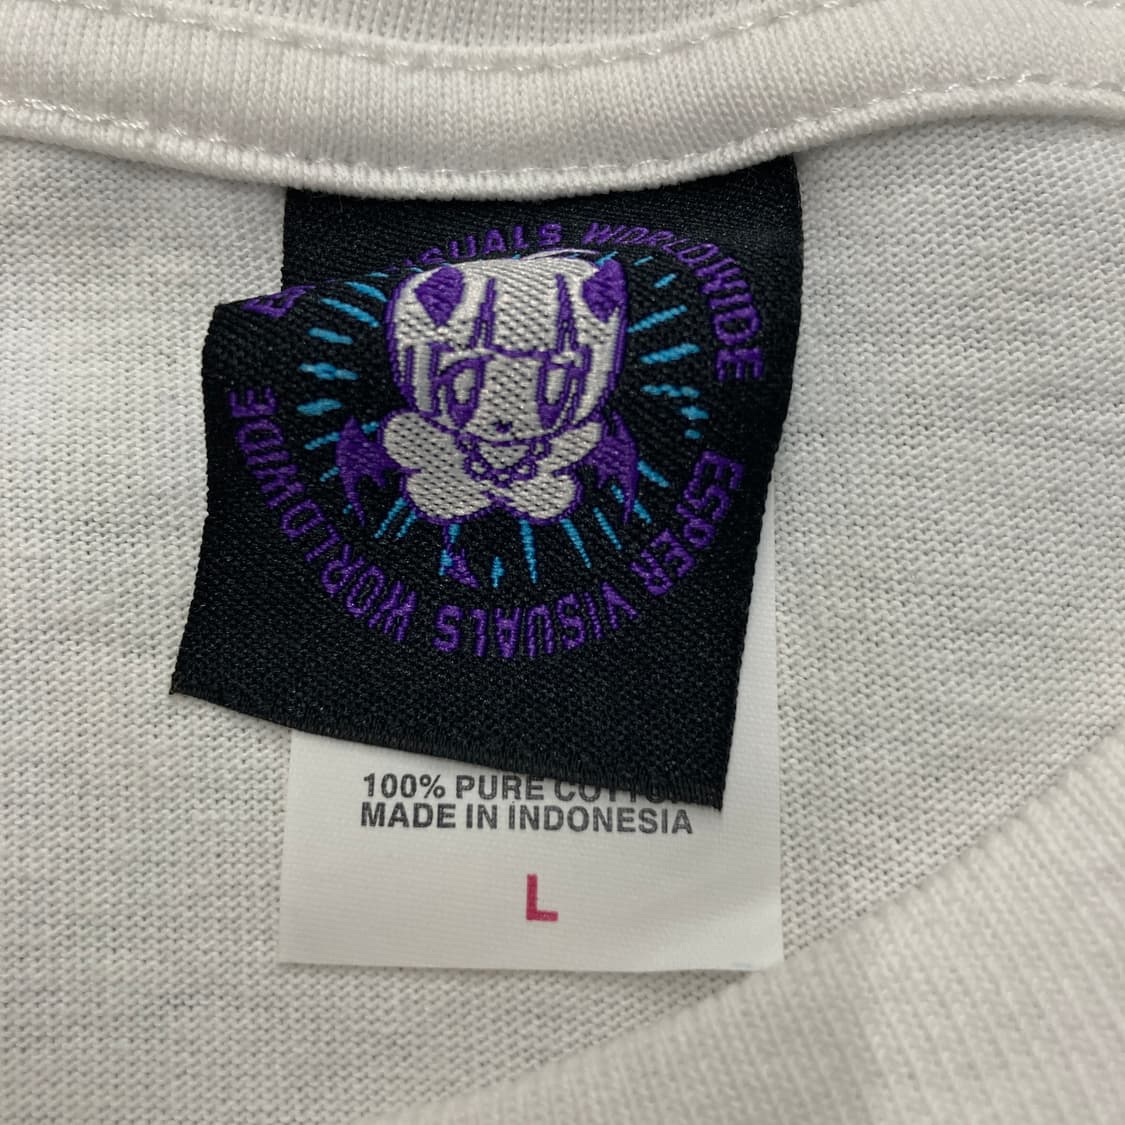 VISUALS WORLDWIDE
ESPER VISUALS WORLDWIDE
100% PURE COTTON
MADE IN INDONESIA
L